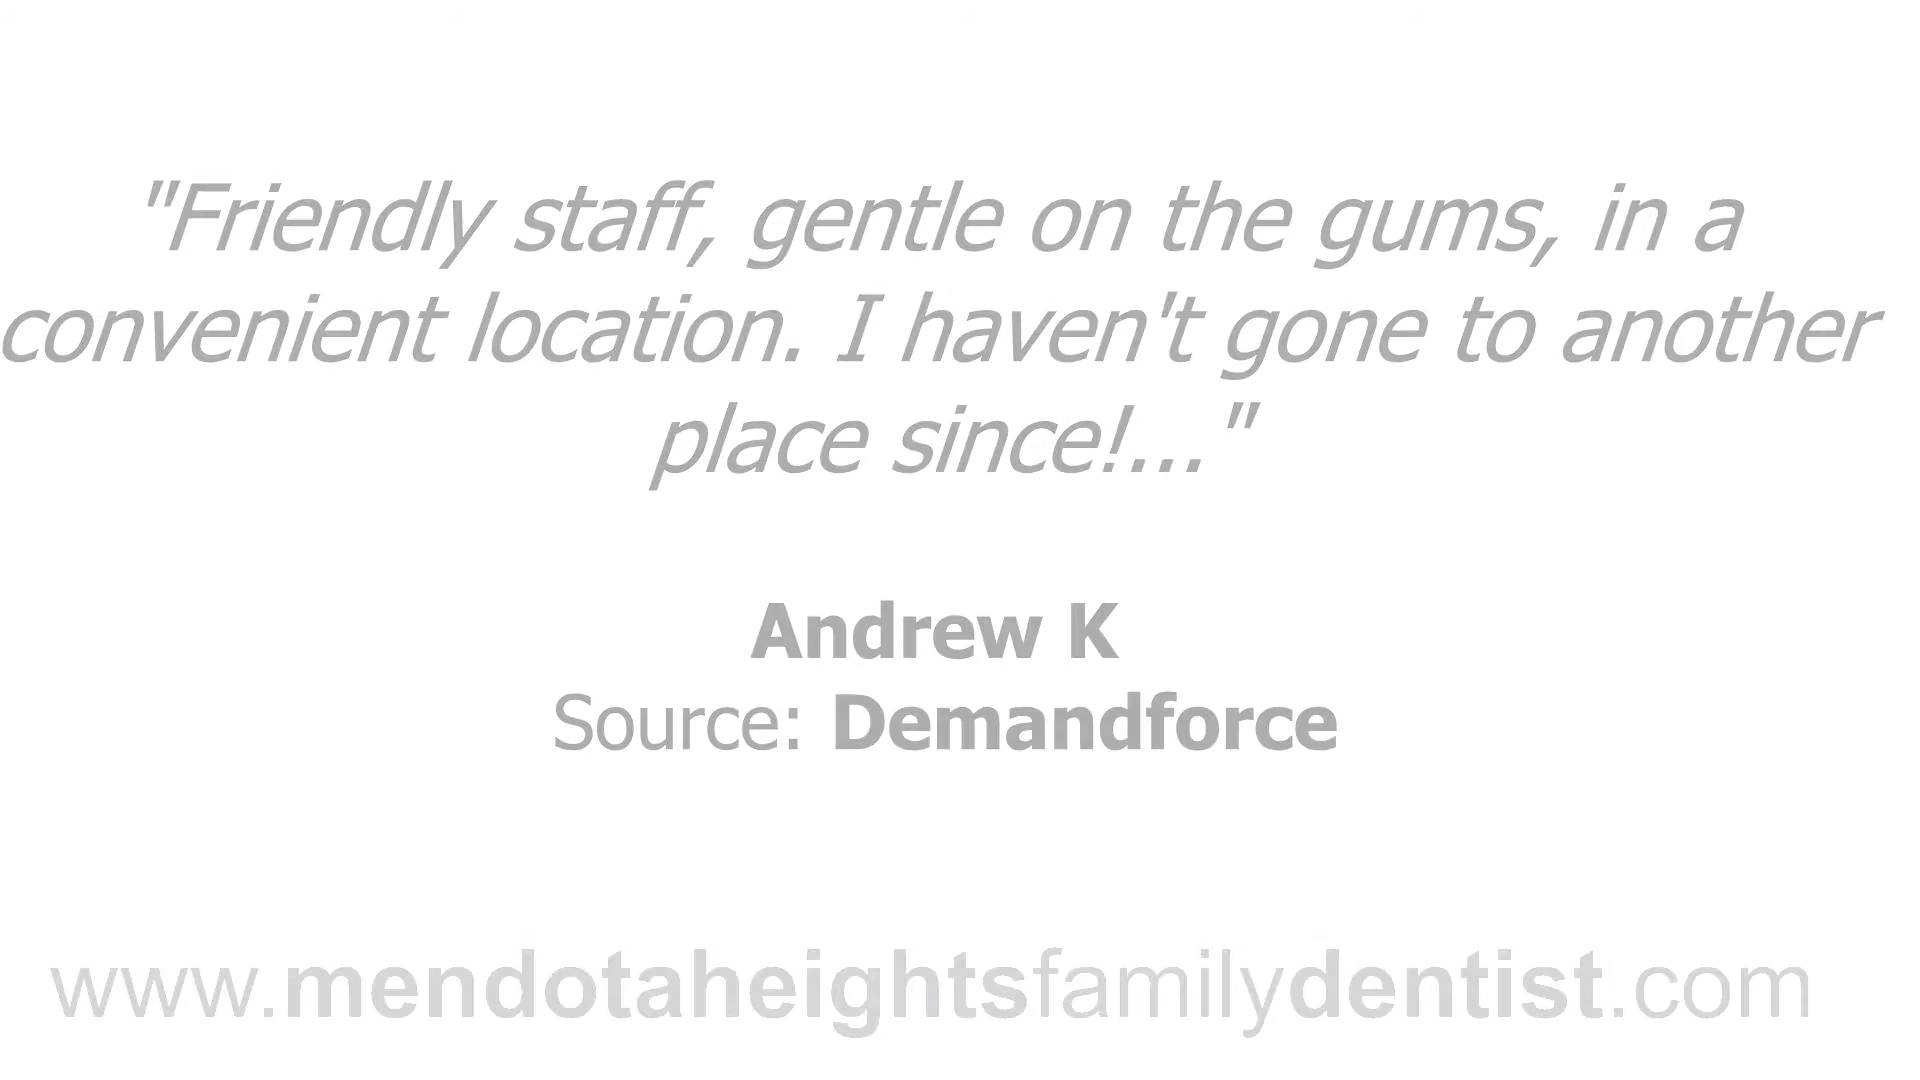 "Friendly staff, gentle on the gums, in a
convenient location. I haven't gone to another
place since!..."
Andrew K
Source: Demandforce
www.mendotaheightsfamilydentist.com